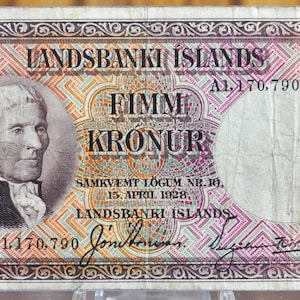 LANDSBANKI ÍSLANDS
A1,170,790
FIMM
KRÓNUR
SAMKVÆMT LÖGUM NR. 10,
15. APRÍL 1928.
LANDSBANKI ÍSLANDS
A1,170,790